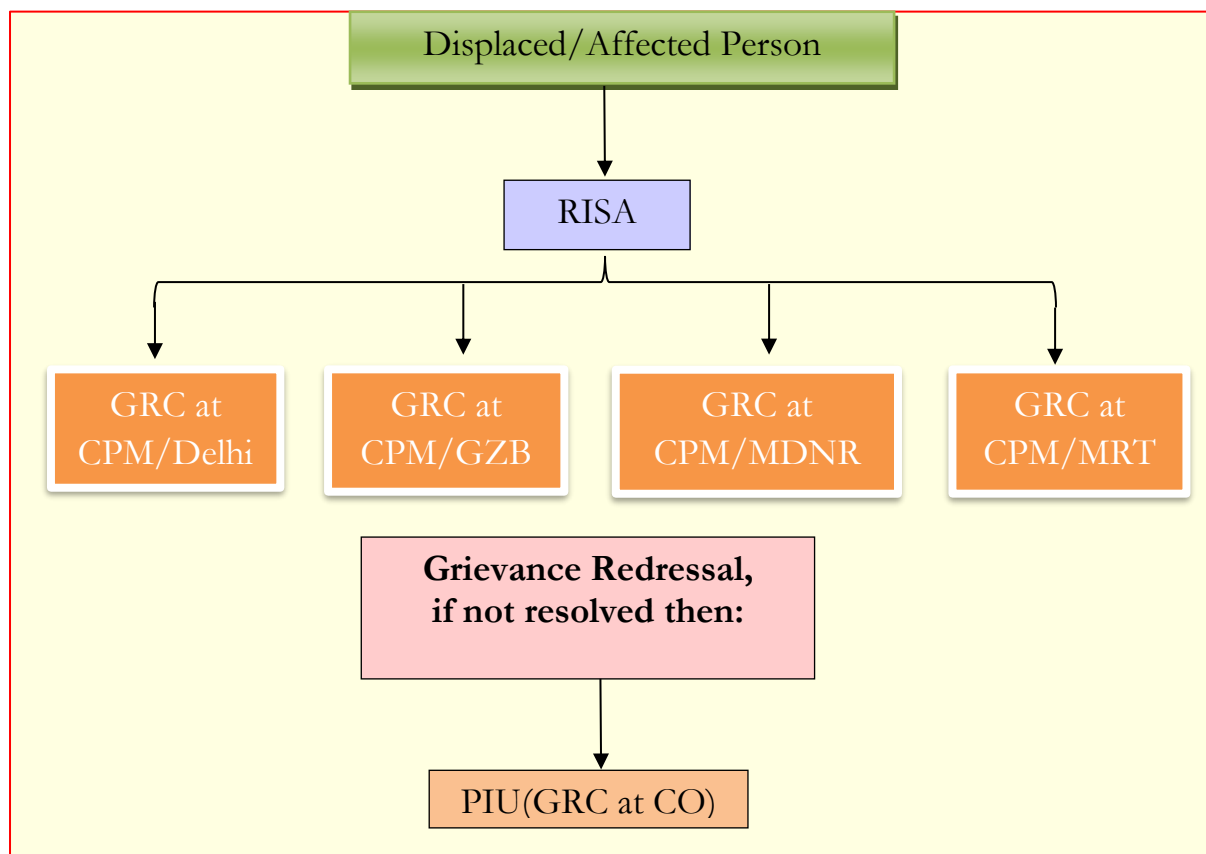 Displaced/Affected Person
RISA
GRC at
CPM/Delhi
GRC at
CPM/GZB
GRC at
CPM/MDNR
GRC at
CPM/MRT
Grievance Redressal,
if not resolved then:
PIU(GRC at CO)